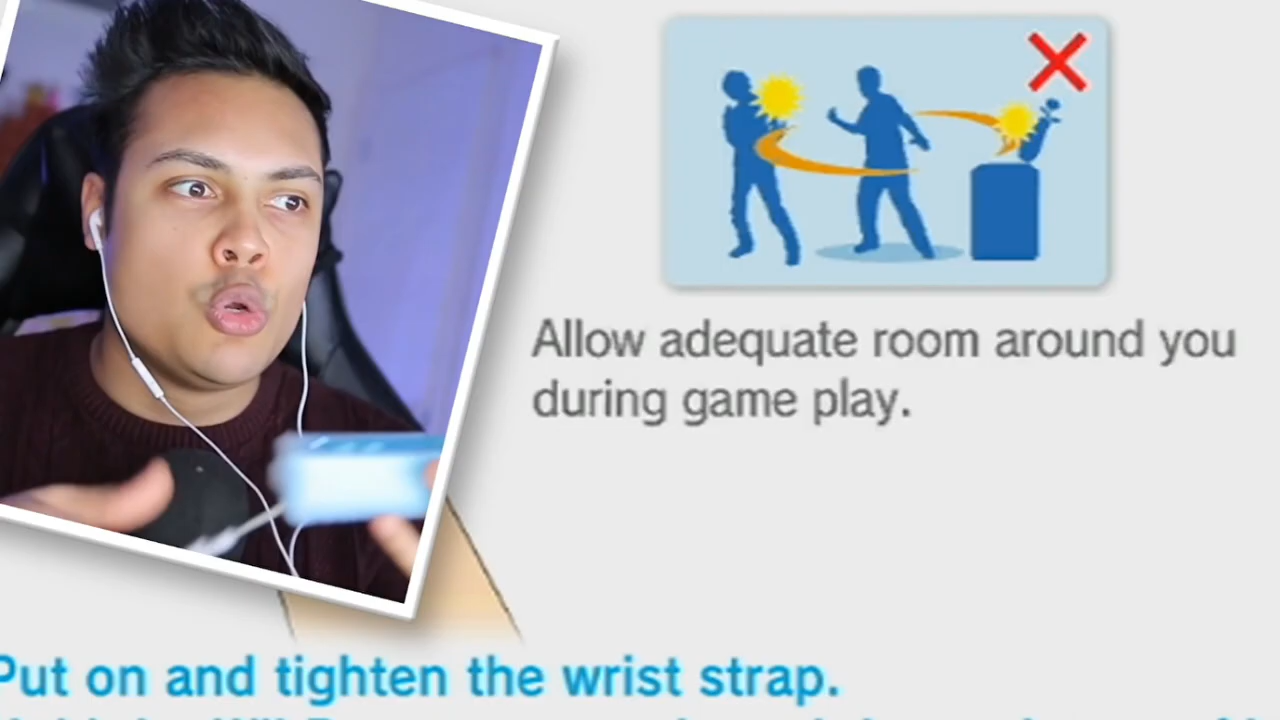 Allow adequate room around you
during game play.
Put on and tighten the wrist strap.